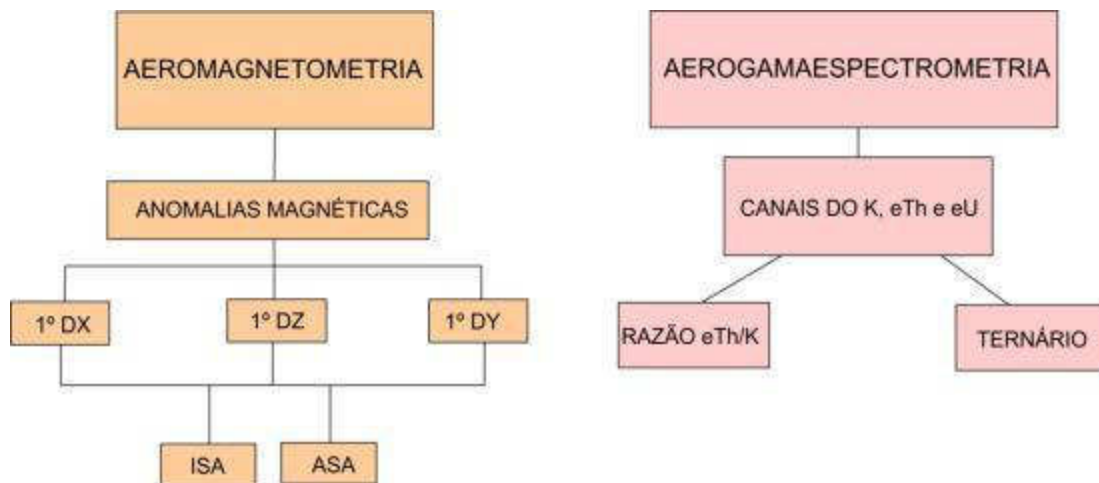 AEROMAGNETOMETRIA
ANOMALIAS MAGNÉTICAS
1º DX
1º DZ
1º DY
ISA
ASA
AEROGAMAESPECTROMETRIA
CANAIS DO K, eTh e eU
RAZÃO eTh/K
TERNÁRIO